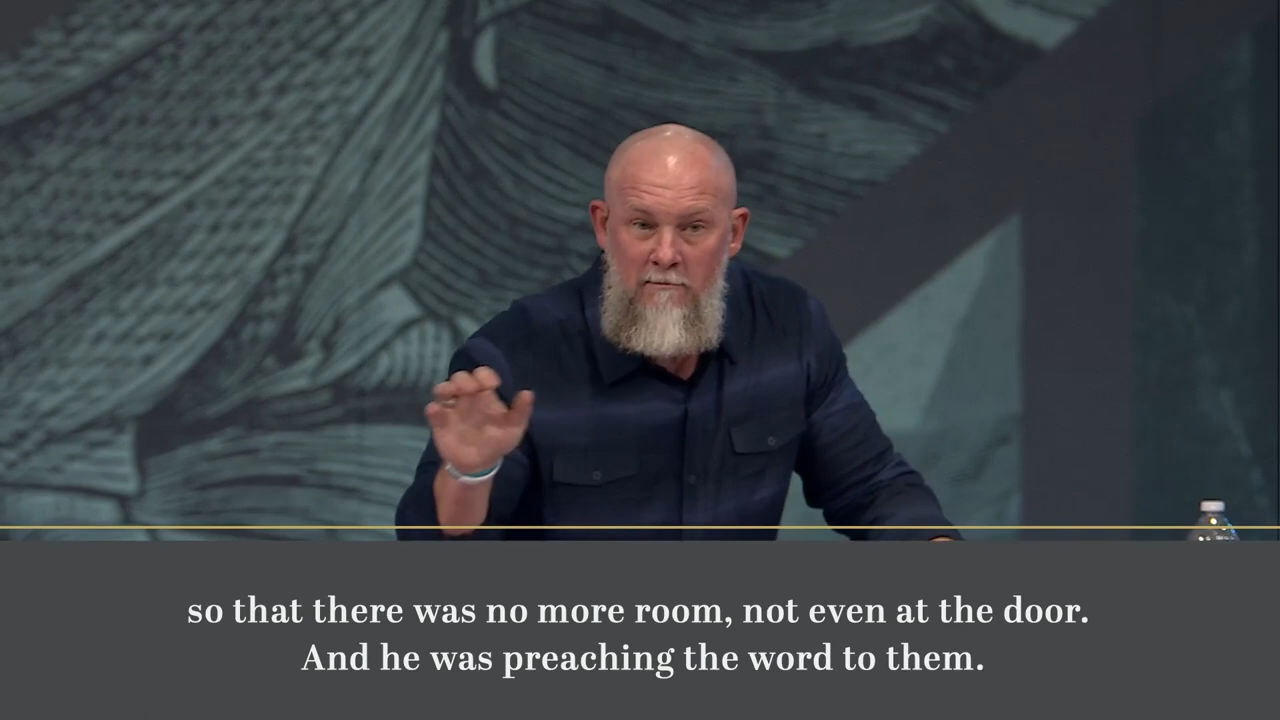 so that there was no more room, not even at the door.
And he was preaching the word to them.